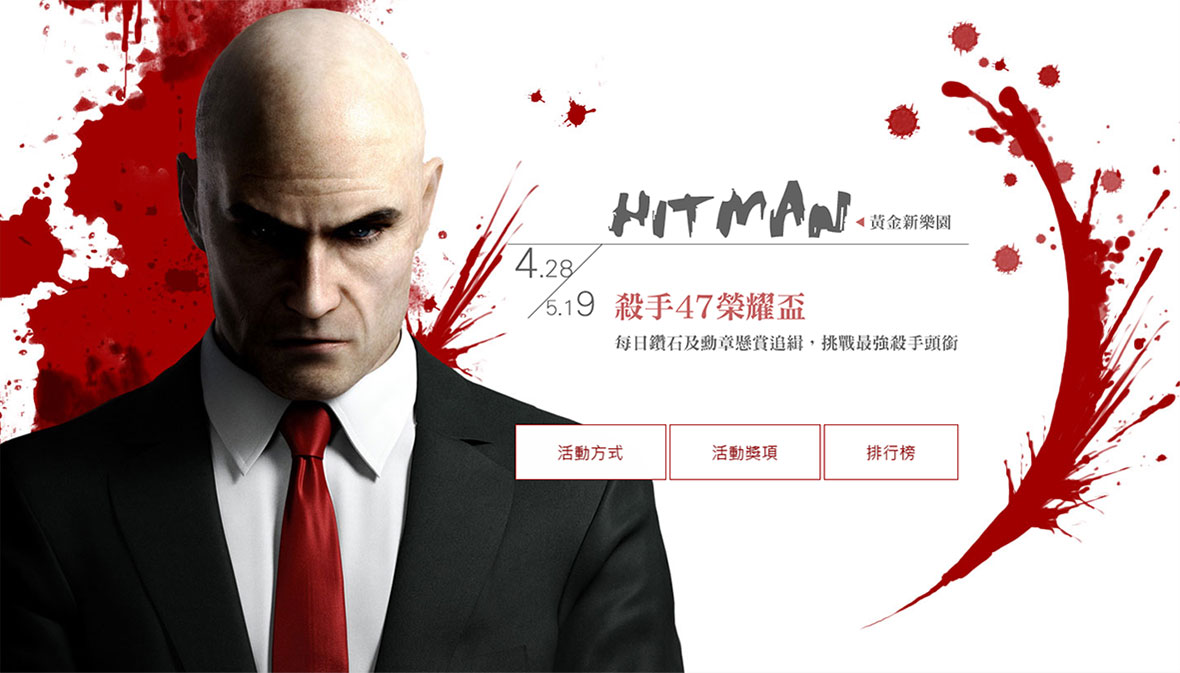 HITMAN 黃金新樂園
4.28
5.19
殺手47榮耀盃
每日鑽石及勳章懸賞追緝，挑戰最強殺手頭銜
活動方式 活動獎項 排行榜